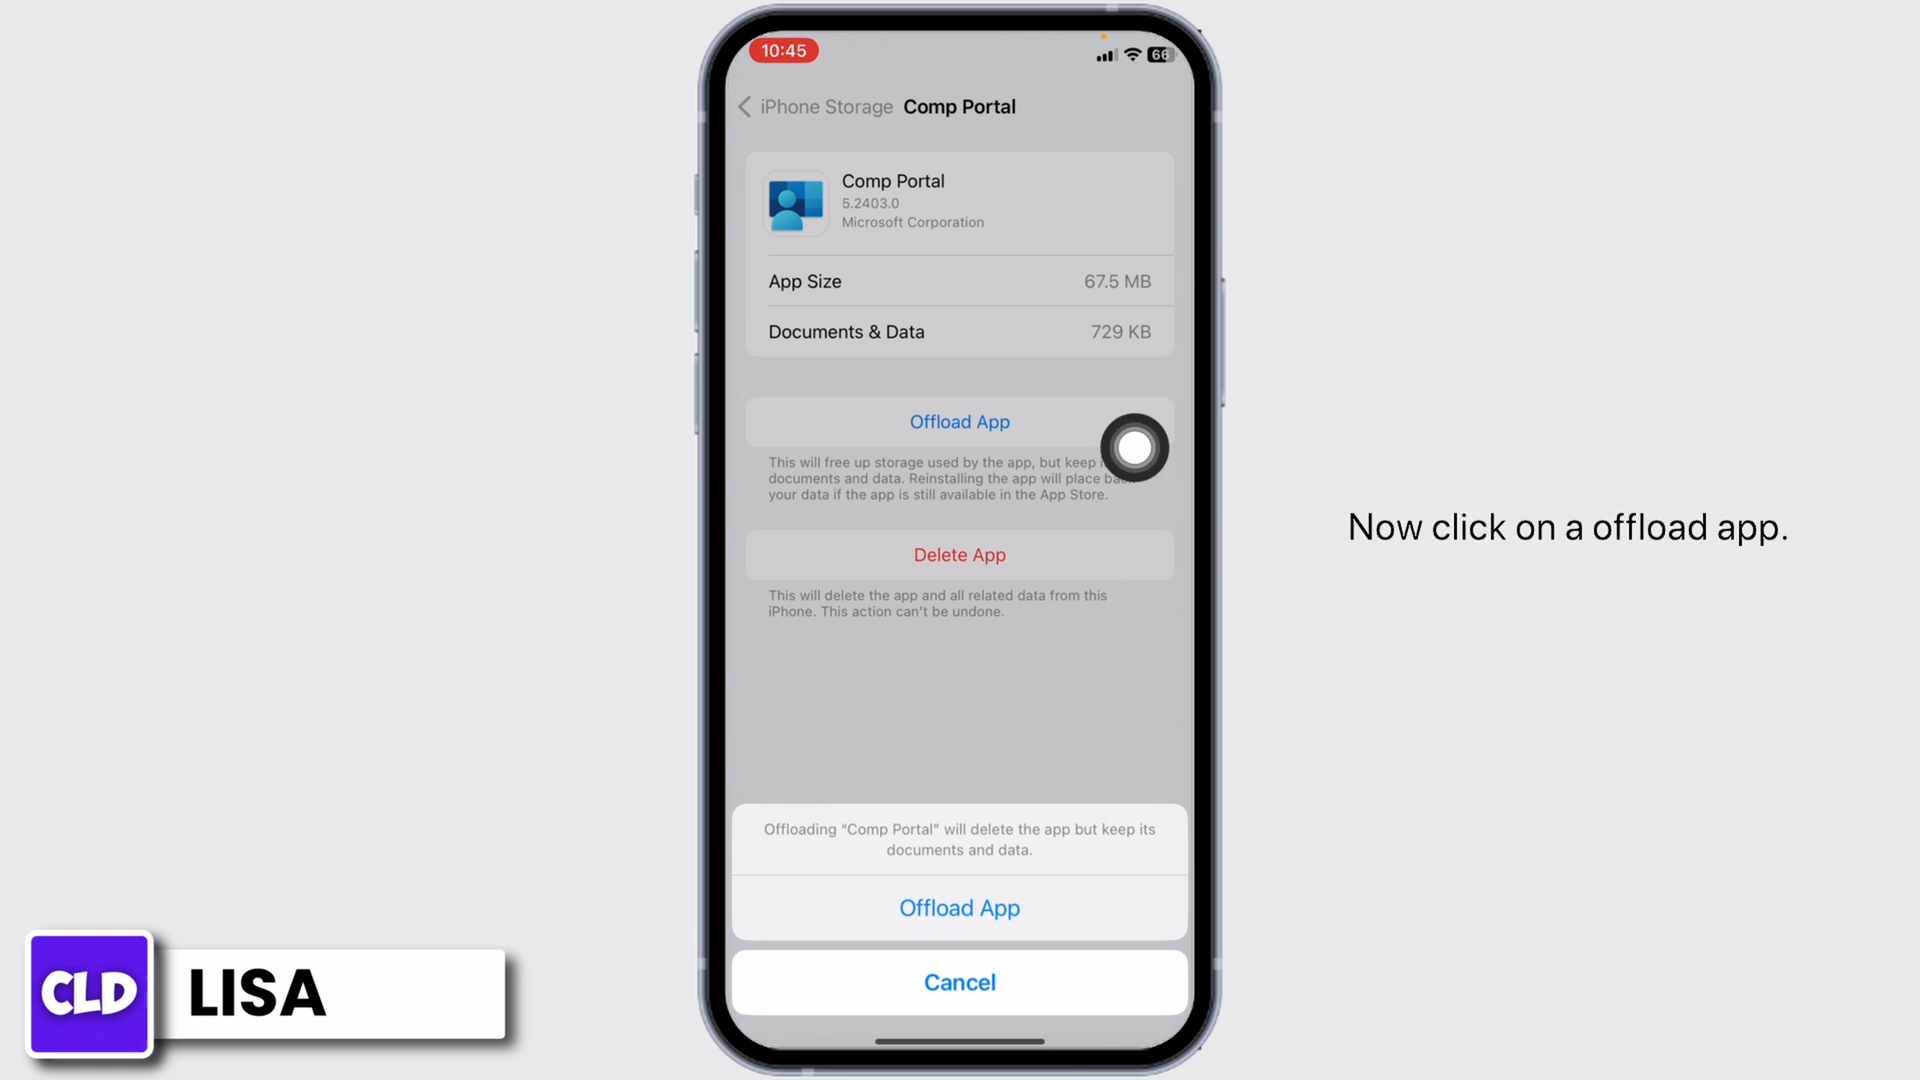 10:45
66
iPhone Storage Comp Portal
Comp Portal
5.2403.0
Microsoft Corporation
App Size 67.5 MB
Documents & Data 729 KB
Offload App
This will free up storage used by the app, but keep
documents and data. Reinstalling the app will place
your data if the app is still available in the App Store.
Delete App
This will delete the app and all related data from this
iPhone. This action can't be undone.
Now click on a offload app.
Offloading “Comp Portal” will delete the app but keep its
documents and data.
Offload App
Cancel
CLD LISA